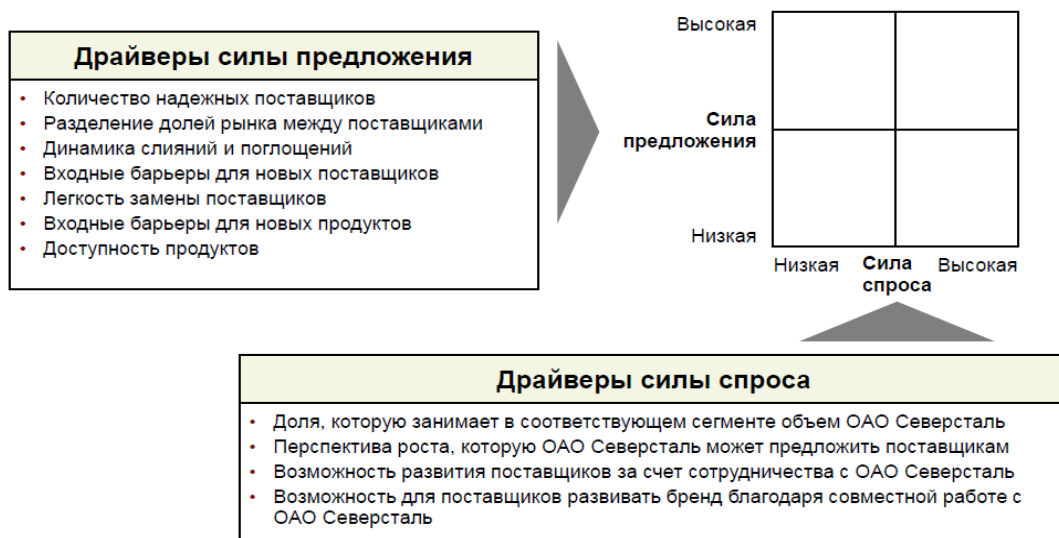 Драйверы силы предложения
• Количество надежных поставщиков
• Разделение долей рынка между поставщиками
• Динамика слияний и поглощений
• Входные барьеры для новых поставщиков
• Легкость замены поставщиков
• Входные барьеры для новых продуктов
• Доступность продуктов
Высокая
Сила
предложения
Низкая
Низкая Сила Высокая
спроса
Драйверы силы спроса
• Доля, которую занимает в соответствующем сегменте объем ОАО Северсталь
• Перспектива роста, которую ОАО Северсталь может предложить поставщикам
• Возможность развития поставщиков за счет сотрудничества с ОАО Северсталь
• Возможность для поставщиков развивать бренд благодаря совместной работе с
ОАО Северсталь